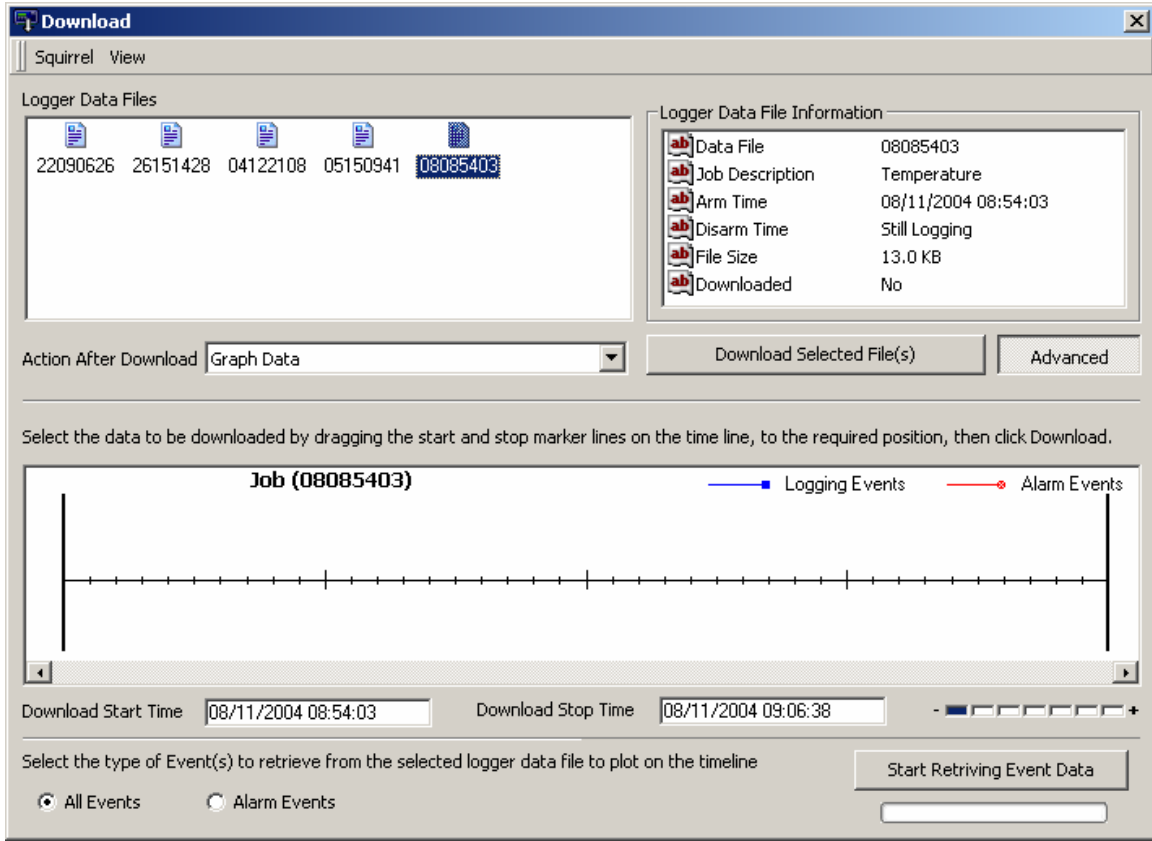 Download
Squirrel View
Logger Data Files
22090626 26151428 04122108 05150941 08085403
Logger Data File Information
Data File 08085403
Job Description Temperature
Arm Time 08/11/2004 08:54:03
Disarm Time Still Logging
File Size 13.0 KB
Downloaded No
Action After Download Graph Data
Download Selected File(s)
Advanced
Select the data to be downloaded by dragging the start and stop marker lines on the time line, to the required position, then click Download.
Job (08085403)
Logging Events
Alarm Events
Download Start Time 08/11/2004 08:54:03
Download Stop Time 08/11/2004 09:06:38
- +
Select the type of Event(s) to retrieve from the selected logger data file to plot on the timeline
All Events
Alarm Events
Start Retriving Event Data